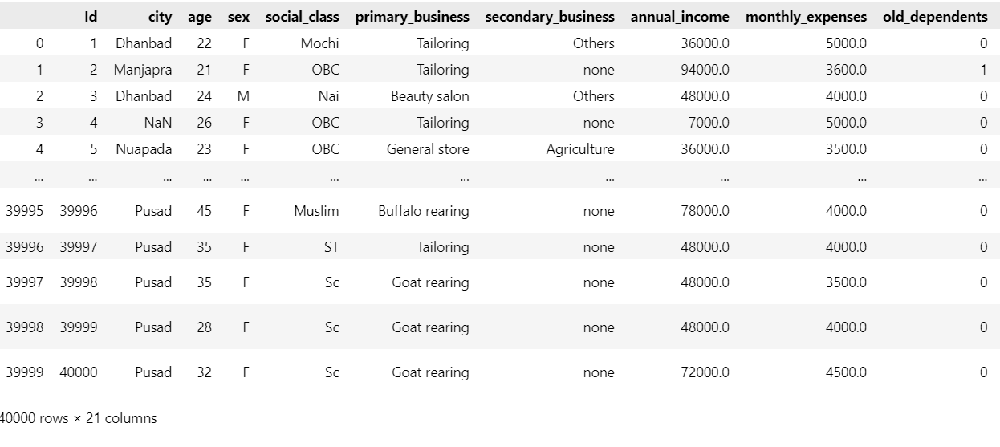 Id city age sex social_class primary_business secondary_business annual_income monthly_expenses old_dependents
0 1 Dhanbad 22 F Mochi Tailoring Others 36000.0 5000.0 0
1 2 Manjapra 21 F OBC Tailoring none 94000.0 3600.0 1
2 3 Dhanbad 24 M Nai Beauty salon Others 48000.0 4000.0 0
3 4 NaN 26 F OBC Tailoring none 7000.0 5000.0 0
4 5 Nuapada 23 F OBC General store Agriculture 36000.0 3500.0 0
... ... ... ... ... ... ... ... ... ... ...
39995 39996 Pusad 45 F Muslim Buffalo rearing none 78000.0 4000.0 0
39996 39997 Pusad 35 F ST Tailoring none 48000.0 4000.0 0
39997 39998 Pusad 35 F Sc Goat rearing none 48000.0 3500.0 0
39998 39999 Pusad 28 F Sc Goat rearing none 48000.0 4000.0 0
39999 40000 Pusad 32 F Sc Goat rearing none 72000.0 4500.0 0
40000 rows × 21 columns